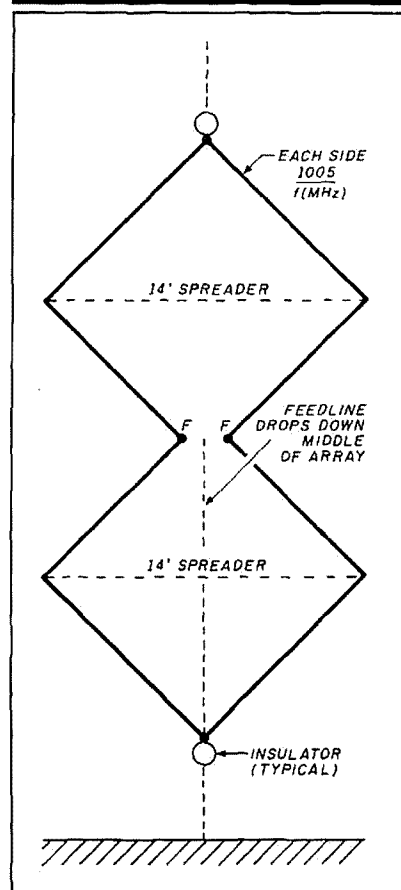 EACH SIDE
1005
f(MHz)
14' SPREADER
F F
FEEDLINE
DROPS DOWN
MIDDLE
OF ARRAY
14' SPREADER
INSULATOR
(TYPICAL)